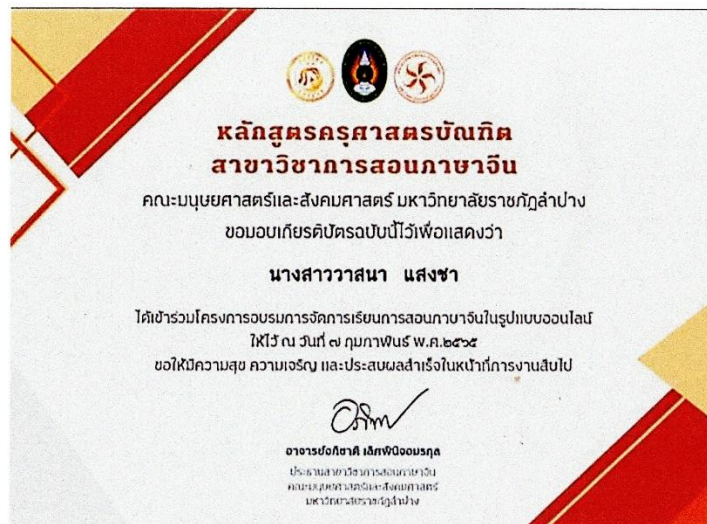 หลักสูตรครุศาสตรบัณฑิต
สาขาวิชาการสอนภาษาจีน
คณะมนุษยศาสตร์และสังคมศาสตร์ มหาวิทยาลัยราชภัฏลำปาง
ขอมอบเกียรติบัตรฉบับนี้ไว้เพื่อแสดงว่า
นางสาววาสนา แสงชา
ได้เข้าร่วมโครงการอบรมการจัดการเรียนการสอนภาษาจีนในรูปแบบออนไลน์
ให้ไว้ ณ วันที่ ๗ กุมภาพันธ์ พ.ศ.๒๕๖๕
ขอให้มีความสุข ความเจริญ และประสบผลสำเร็จในหน้าที่การงานสืบไป
เลิศพินิจอมรกุล
ประธานสาขาวิชาการสอนภาษาจีน
คณะมนุษยศาสตร์และสังคมศาสตร์
มหาวิทยาลัยราชภัฏลำปาง